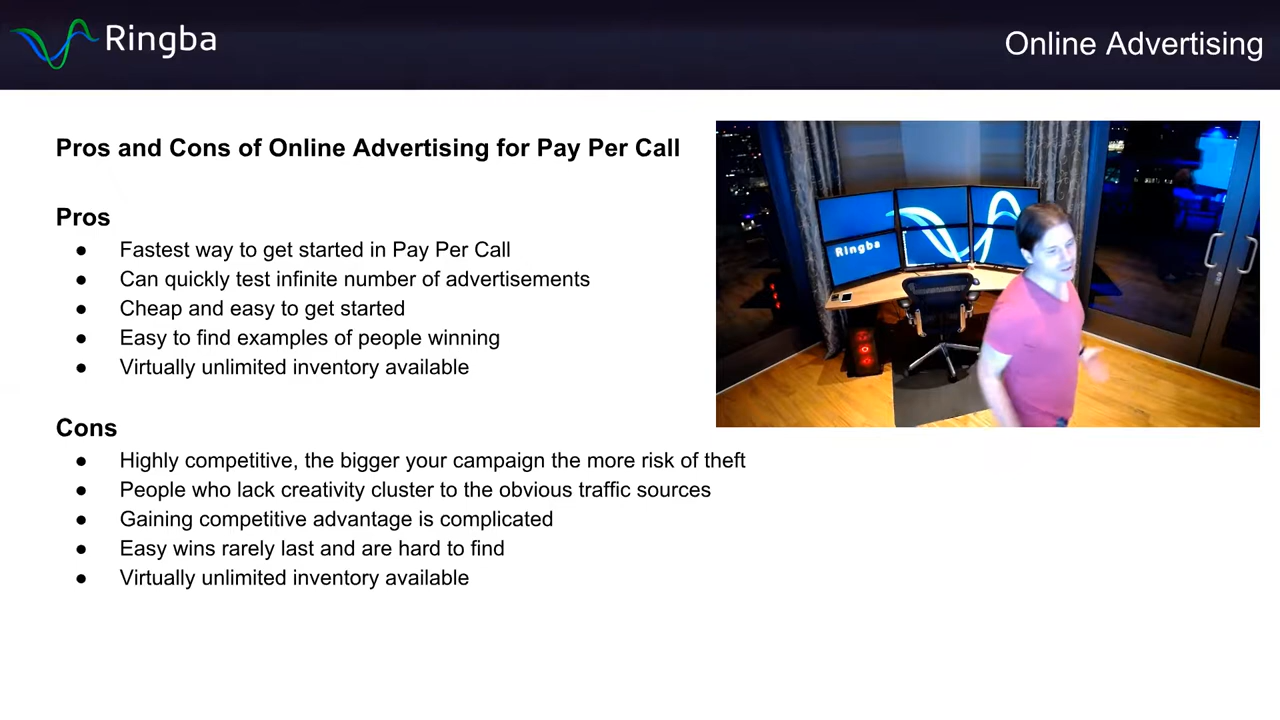 Ringba
Online Advertising
Pros and Cons of Online Advertising for Pay Per Call
Pros
● Fastest way to get started in Pay Per Call
● Can quickly test infinite number of advertisements
● Cheap and easy to get started
● Easy to find examples of people winning
● Virtually unlimited inventory available
Ringba
Cons
● Highly competitive, the bigger your campaign the more risk of theft
● People who lack creativity cluster to the obvious traffic sources
● Gaining competitive advantage is complicated
● Easy wins rarely last and are hard to find
● Virtually unlimited inventory available